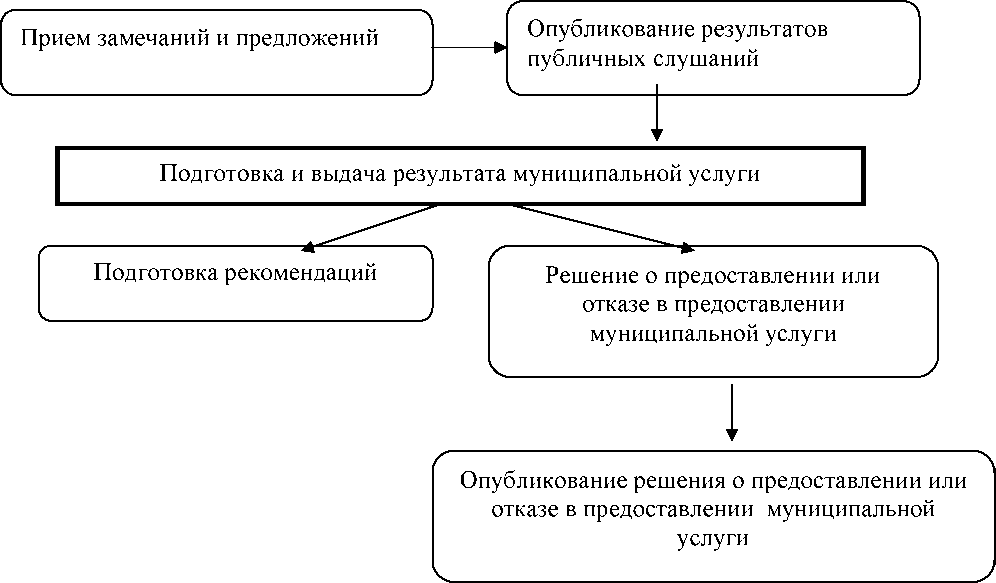 Прием замечаний и предложений
Опубликование результатов
публичных слушаний
Подготовка и выдача результата муниципальной услуги
Подготовка рекомендаций
Решение о предоставлении или
отказе в предоставлении
муниципальной услуги
Опубликование решения о предоставлении или
отказе в предоставлении муниципальной
услуги